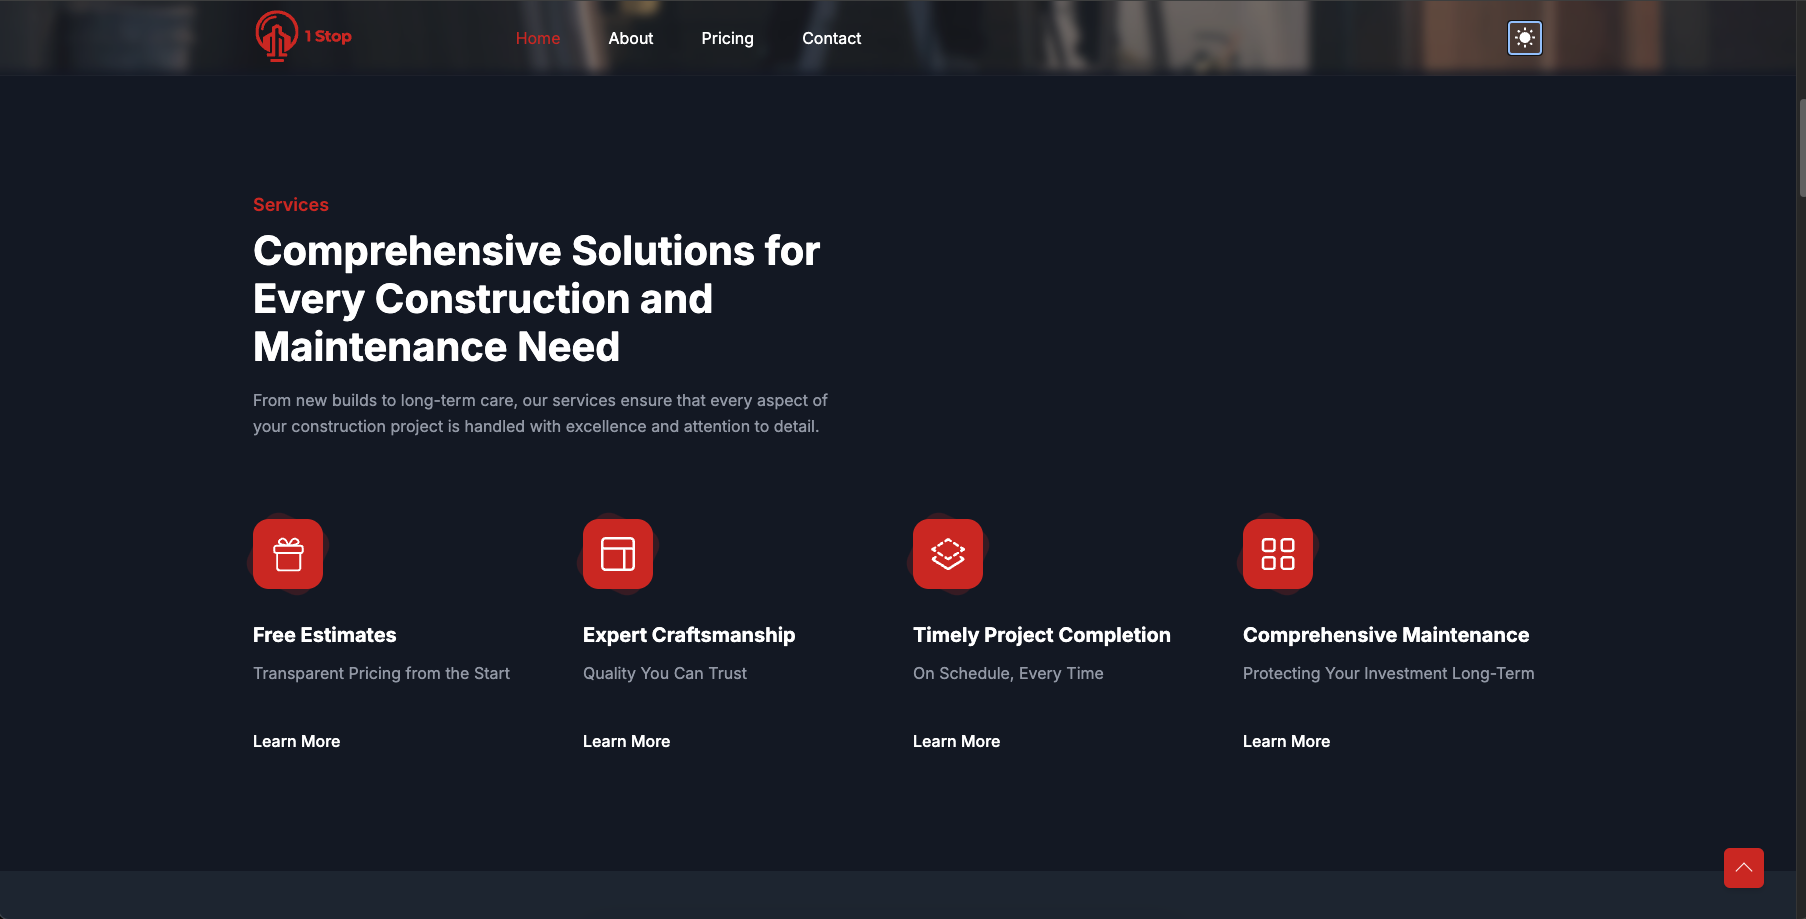 1 Stop
Home About Pricing Contact
Services
Comprehensive Solutions for
Every Construction and
Maintenance Need
From new builds to long-term care, our services ensure that every aspect of
your construction project is handled with excellence and attention to detail.
Free Estimates
Transparent Pricing from the Start
Learn More
Expert Craftsmanship
Quality You Can Trust
Learn More
Timely Project Completion
On Schedule, Every Time
Learn More
Comprehensive Maintenance
Protecting Your Investment Long-Term
Learn More